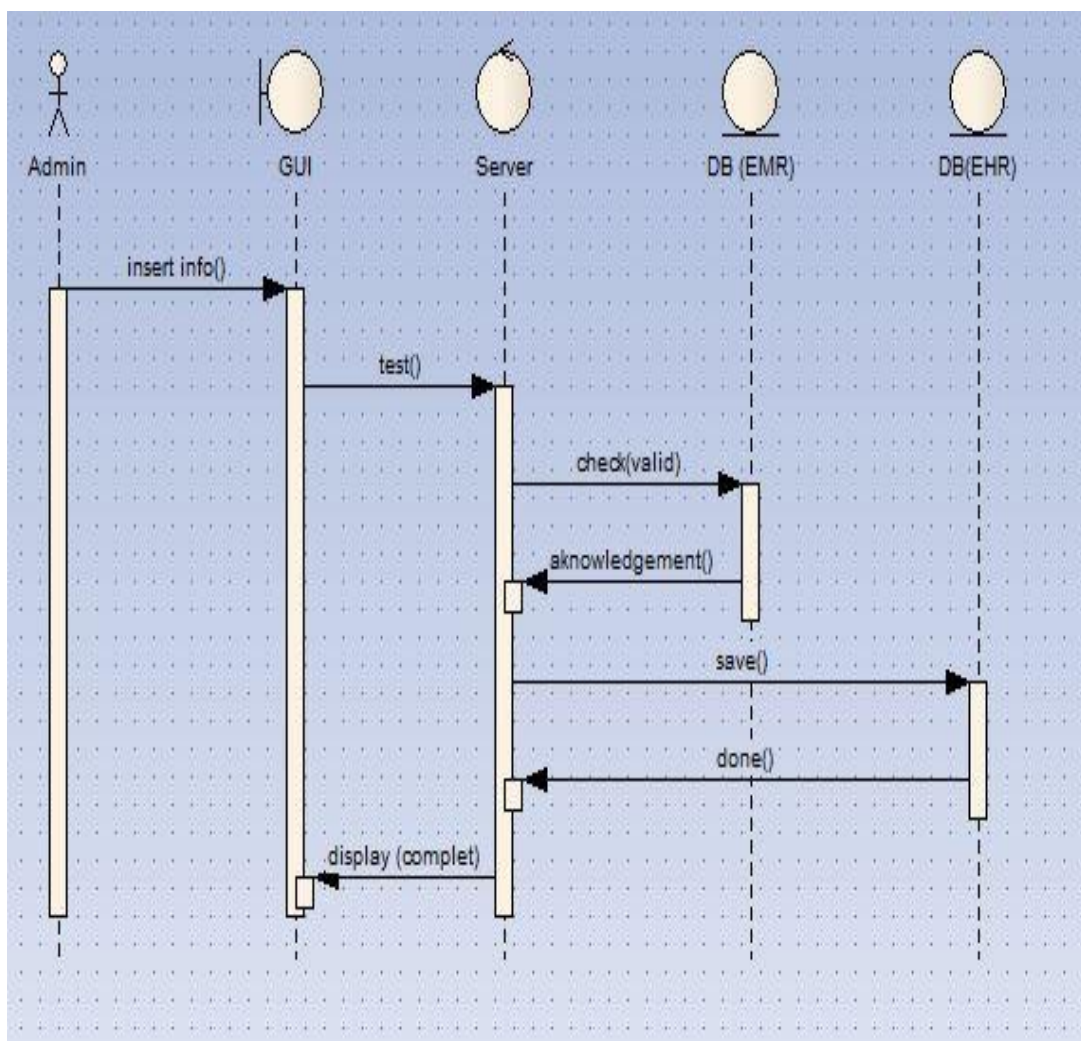 Admin
GUI
Server
DB (EMR)
DB(EHR)
insert info()
test()
check(valid)
aknowledgement()
save()
done()
display (complet)